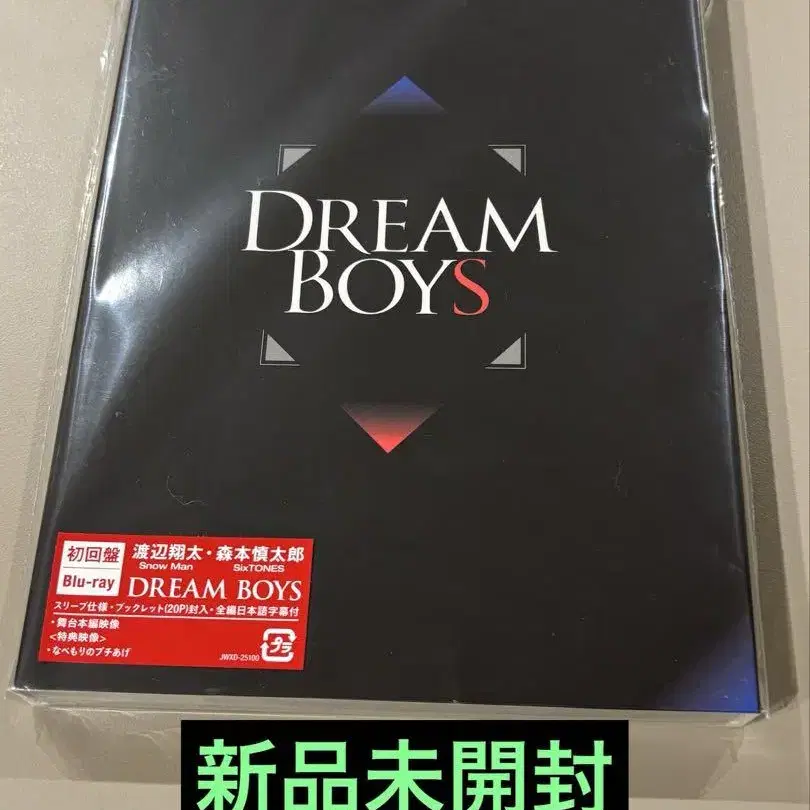 DREAM
BOYS
初回盤
Blu-ray
渡辺翔太・森本慎太郎
Snow Man SixTONES
DREAM BOYS
スリーブ仕様・ブックレット(20P)封入・全編日本語字幕付
・舞台本編映像
<特典映像>
・なべもりのプチあげ
JWXD-25100
プラ
新品未開封